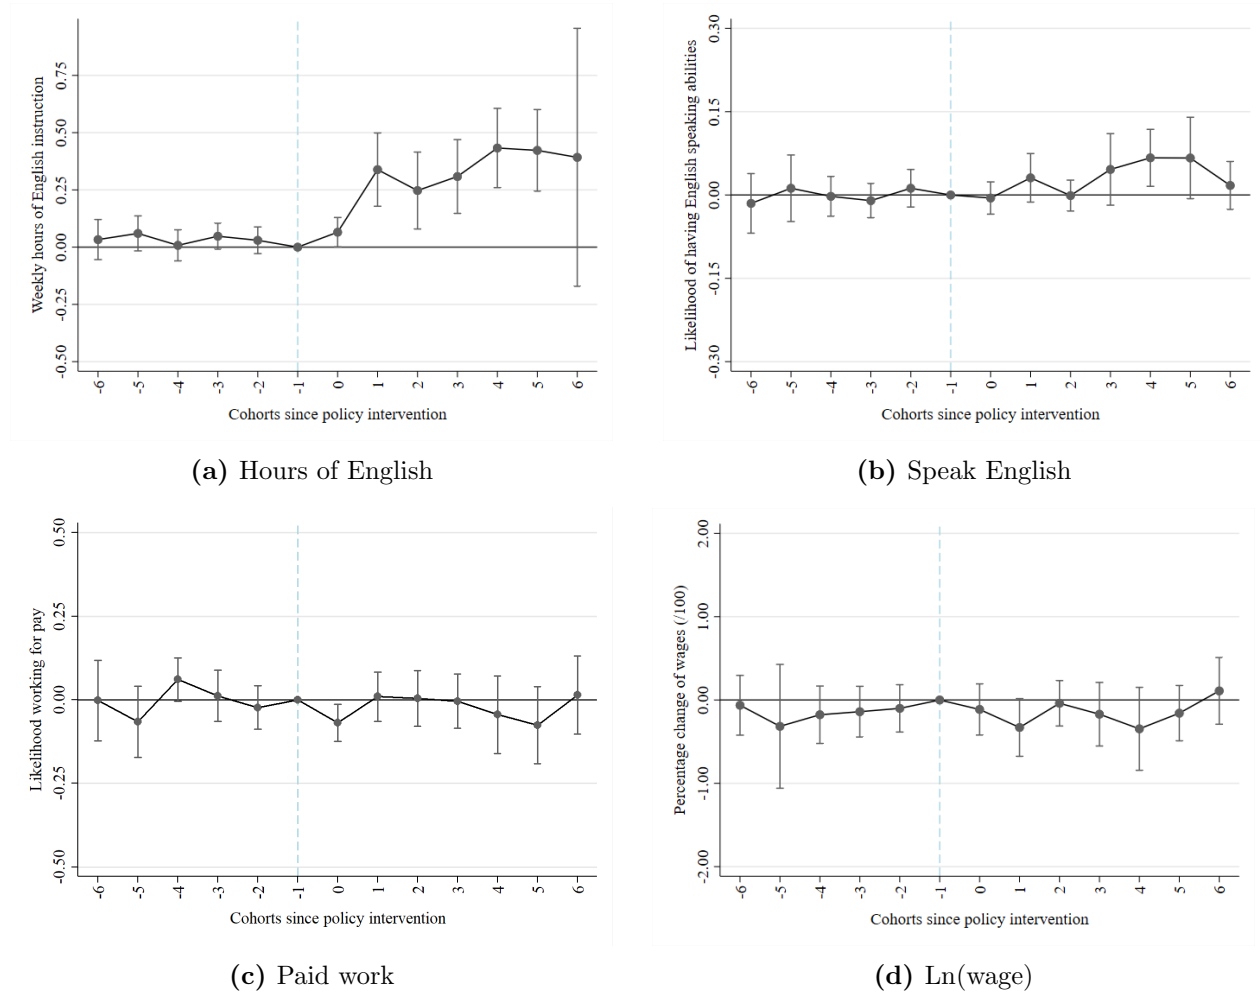 Weekly hours of English instruction
0.75
0.50
0.25
0.00
-0.25
-0.50
-6 -5 -4 -3 -2 -1 0 1 2 3 4 5 6
Cohorts since policy intervention
(a) Hours of English
Likelihood of having English speaking abilities
0.30
0.15
0.00
-0.15
-0.30
-6 -5 -4 -3 -2 -1 0 1 2 3 4 5 6
Cohorts since policy intervention
(b) Speak English
Likelihood working for pay
0.50
0.25
0.00
-0.25
-0.50
-6 -5 -4 -3 -2 -1 0 1 2 3 4 5 6
Cohorts since policy intervention
(c) Paid work
Percentage change of wages (/100)
2.00
1.00
0.00
-1.00
-2.00
-6 -5 -4 -3 -2 -1 0 1 2 3 4 5 6
Cohorts since policy intervention
(d) Ln(wage)